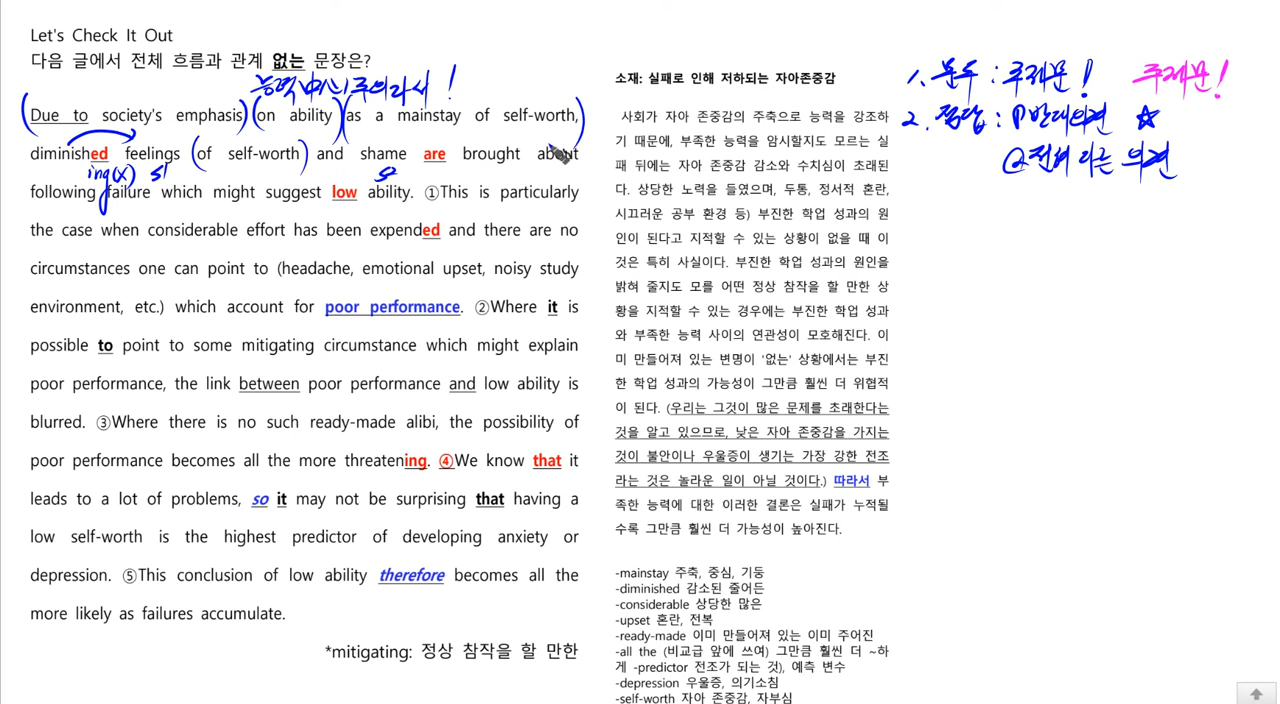 Let's Check It Out
다음 글에서 전체 흐름과 관계 없는 문장은?
능력 中心주의라서 !
Due to society's emphasis on ability as a mainstay of self-worth,
diminished feelings of self-worth and shame are brought about
ing(x) s1 s2
following failure which might suggest low ability. ①This is particularly
the case when considerable effort has been expended and there are no
circumstances one can point to (headache, emotional upset, noisy study
environment, etc.) which account for poor performance. ②Where it is
possible to point to some mitigating circumstance which might explain
poor performance, the link between poor performance and low ability is
blurred. ③Where there is no such ready-made alibi, the possibility of
poor performance becomes all the more threatening. ④We know that it
leads to a lot of problems, so it may not be surprising that having a
low self-worth is the highest predictor of developing anxiety or
depression. ⑤This conclusion of low ability therefore becomes all the
more likely as failures accumulate.
*mitigating: 정상 참작을 할 만한
소재: 실패로 인해 저하되는 자아존중감
사회가 자아 존중감의 주축으로 능력을 강조하
기 때문에, 부족한 능력을 암시할지도 모르는 실
패 뒤에는 자아 존중감 감소와 수치심이 초래된
다. 상당한 노력을 들였으며, 두통, 정서적 혼란,
시끄러운 공부 환경 등) 부진한 학업 성과의 원
인이 된다고 지적할 수 있는 상황이 없을 때 이
것은 특히 사실이다. 부진한 학업 성과의 원인을
밝혀 줄지도 모를 어떤 정상 참작을 할 만한 상
황을 지적할 수 있는 경우에는 부진한 학업 성과
와 부족한 능력 사이의 연관성이 모호해진다. 이
미 만들어져 있는 변명이 '없는' 상황에서는 부진
한 학업 성과의 가능성이 그만큼 훨씬 더 위협적
이 된다. (우리는 그것이 많은 문제를 초래한다는
것을 알고 있으므로, 낮은 자아 존중감을 가지는
것이 불안이나 우울증이 생기는 가장 강한 전조
라는 것은 놀라운 일이 아닐 것이다.) 따라서 부
족한 능력에 대한 이러한 결론은 실패가 누적될
수록 그만큼 훨씬 더 가능성이 높아진다.
-mainstay 주축, 중심, 기둥
-diminished 감소된 줄어든
-considerable 상당한 많은
-upset 혼란, 전복
-ready-made 이미 만들어져 있는 이미 주어진
-all the (비교급 앞에 쓰여) 그만큼 훨씬 더 ~하
게 -predictor 전조가 되는 것), 예측 변수
-depression 우울증, 의기소침
-self-worth 자아 존중감, 자부심
1. 문두 : 주제문 ! 주제문 !
2. 정답 : ① 반대의견 ☆
② 전혀 다른 의견